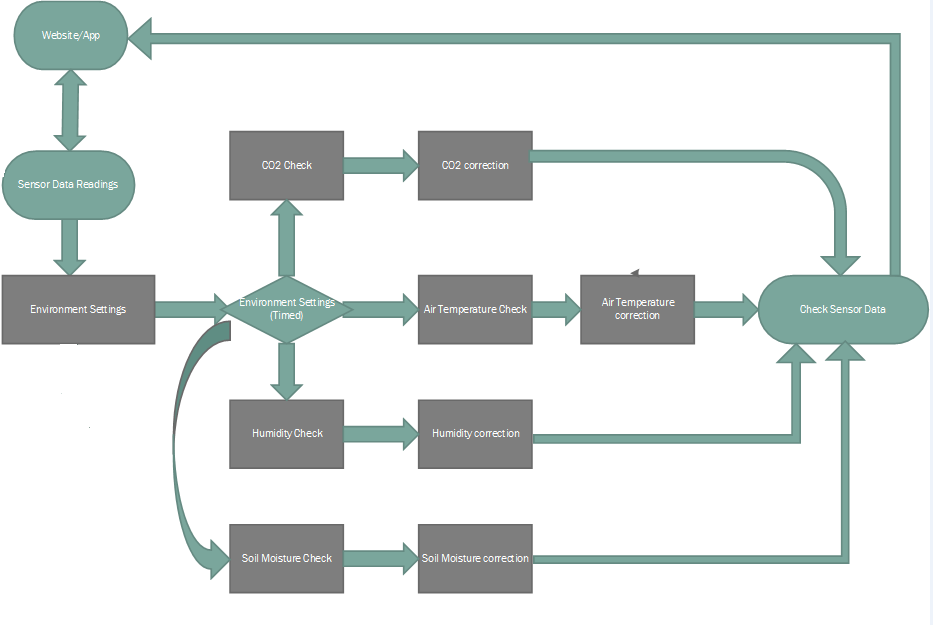 Website/App
Sensor Data Readings
CO2 Check
CO2 correction
Environment Settings
Environment Settings
(Timed)
Air Temperature Check
Air Temperature
correction
Check Sensor Data
Humidity Check
Humidity correction
Soil Moisture Check
Soil Moisture correction